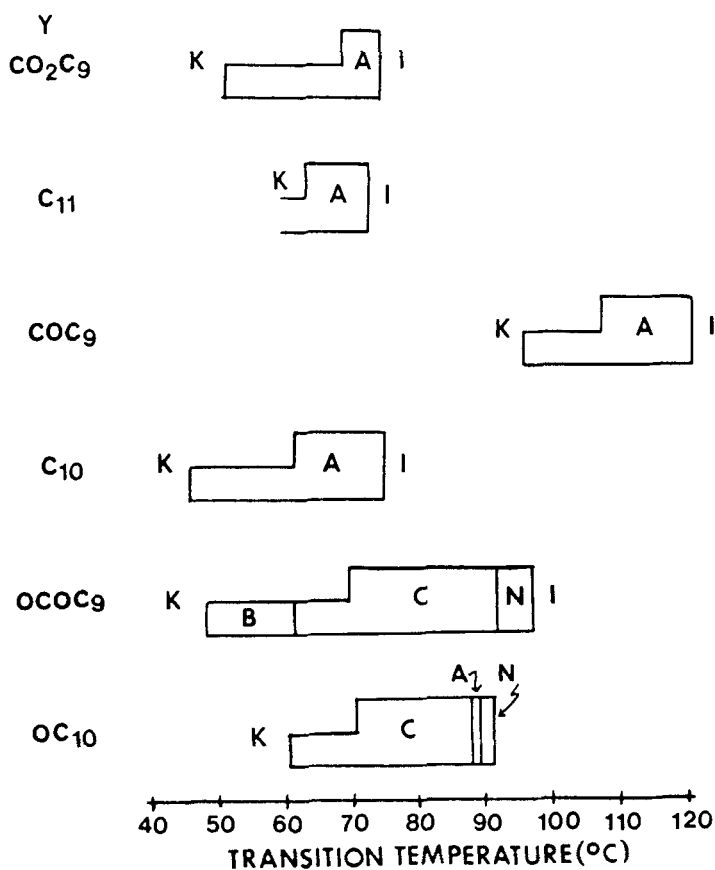 Y
CO₂C₉ K A I
C₁₁ K A I
COC₉ K A I
C₁₀ K A I
OCOC₉ K B C N I
A N
OC₁₀ K C
40 50 60 70 80 90 100 110 120
TRANSITION TEMPERATURE(°C)